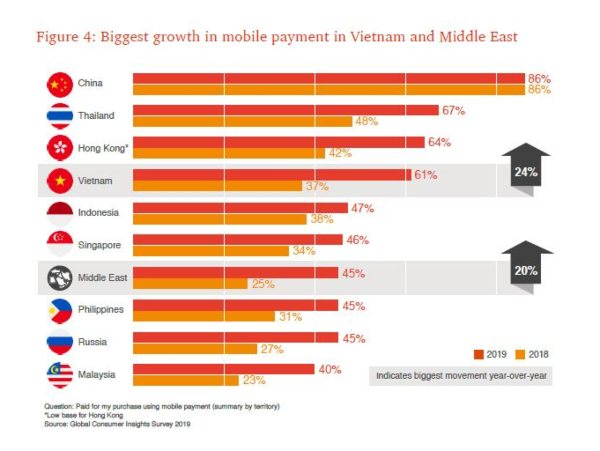 Figure 4: Biggest growth in mobile payment in Vietnam and Middle East
China
86%
86%
Thailand
67%
48%
Hong Kong*
64%
42%
Vietnam
61%
37%
24%
Indonesia
47%
38%
Singapore
46%
34%
Middle East
45%
25%
20%
Philippines
45%
31%
Russia
45%
27%
2019 2018
Malaysia
40%
23%
Indicates biggest movement year-over-year
Question: Paid for my purchase using mobile payment (summary by territory)
*Low base for Hong Kong
Source: Global Consumer Insights Survey 2019